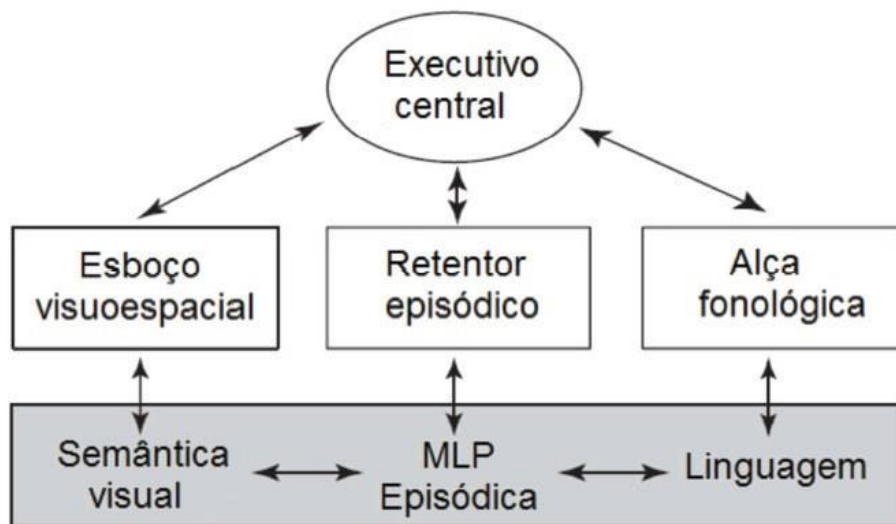 Executivo
central
Esboço
visuoespacial
Retentor
episódico
Alça
fonológica
Semântica
visual
MLP
Episódica
Linguagem